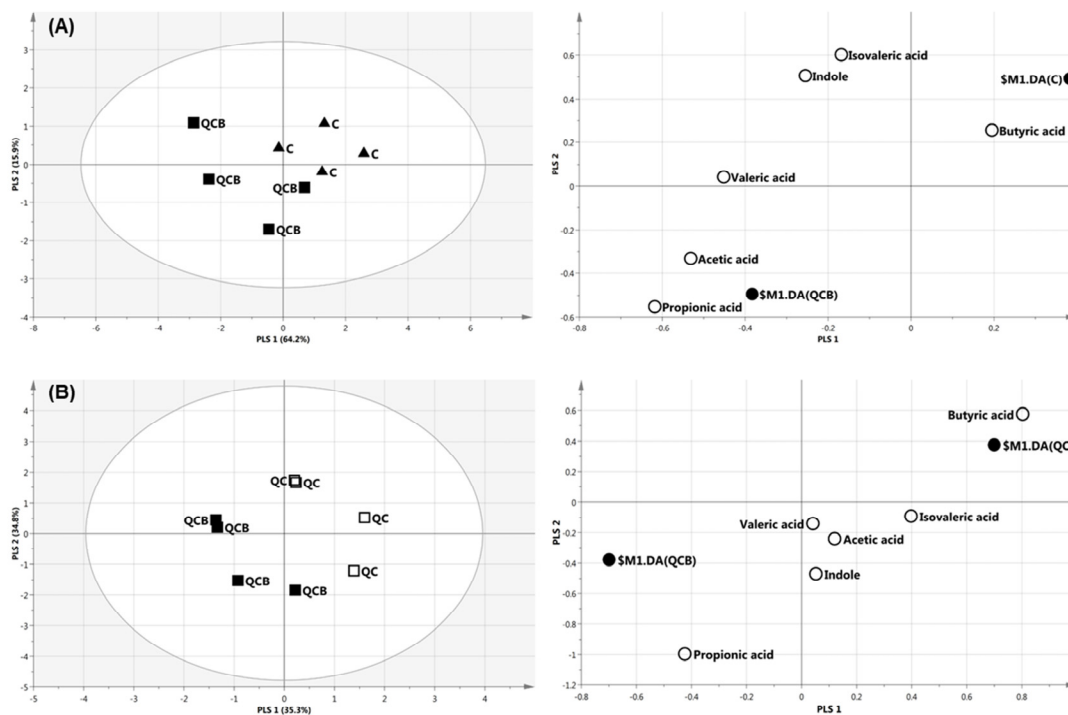 (A)
3
2
1
0
-1
-2
-3
-4
-8
-6
-4
-2
0
2
4
6
PLS 2 (15.9%)
PLS 1 (64.2%)
QCB
C
C
C
C
QCB
QCB
QCB
0.6
0.4
0.2
0
-0.2
-0.4
-0.6
-0.8
-0.6
-0.4
-0.2
0
0.2
PLS 2
PLS 1
Isovaleric acid
Indole
$M1.DA(C)
Butyric acid
Valeric acid
Acetic acid
$M1.DA(QCB)
Propionic acid
(B)
4
3
2
1
0
-1
-2
-3
-4
-5
-5
-4
-3
-2
-1
0
1
2
3
4
PLS 2 (34.8%)
PLS 1 (35.3%)
QC
QC
QC
QCB
QCB
QC
QCB
QCB
0.6
0.4
0.2
0
-0.2
-0.4
-0.6
-0.8
-1
-1.2
-0.8
-0.6
-0.4
-0.2
0
0.2
0.4
0.6
0.8
PLS 2
PLS 1
Butyric acid
$M1.DA(QC
Isovaleric acid
Valeric acid
Acetic acid
$M1.DA(QCB)
Indole
Propionic acid